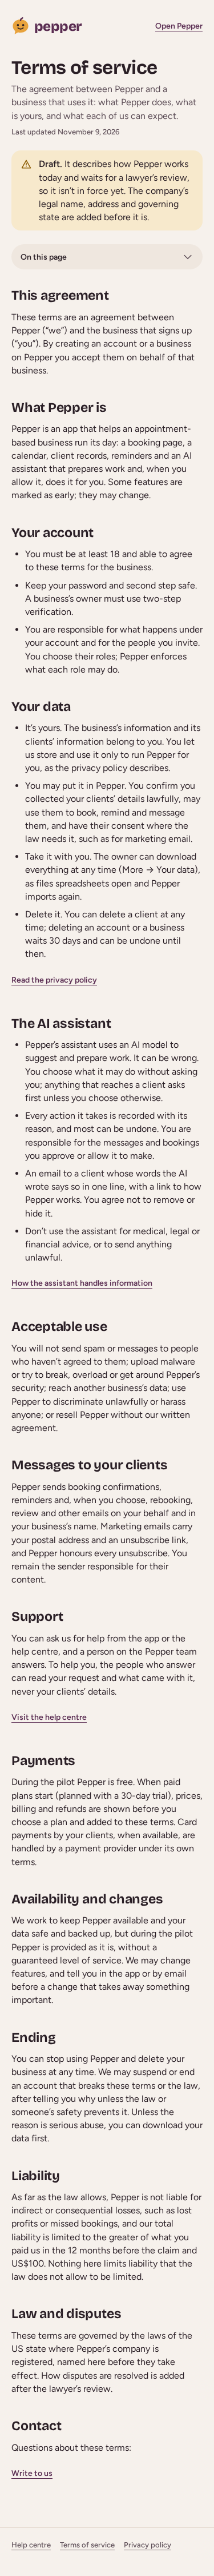 pepper
Open Pepper
Terms of service
The agreement between Pepper and a
business that uses it: what Pepper does, what
is yours, and what each of us can expect.
Last updated November 9, 2026
Draft. It describes how Pepper works
today and waits for a lawyer’s review,
so it isn’t in force yet. The company’s
legal name, address and governing
state are added before it is.
On this page
This agreement
These terms are an agreement between
Pepper (“we”) and the business that signs up
(“you”). By creating an account or a business
on Pepper you accept them on behalf of that
business.
What Pepper is
Pepper is an app that helps an appointment-
based business run its day: a booking page, a
calendar, client records, reminders and an AI
assistant that prepares work and, when you
allow it, does it for you. Some features are
marked as early; they may change.
Your account
• You must be at least 18 and able to agree
to these terms for the business.
• Keep your password and second step safe.
A business’s owner must use two-step
verification.
• You are responsible for what happens under
your account and for the people you invite.
You choose their roles; Pepper enforces
what each role may do.
Your data
• It’s yours. The business’s information and its
clients’ information belong to you. You let
us store and use it only to run Pepper for
you, as the privacy policy describes.
• You may put it in Pepper. You confirm you
collected your clients’ details lawfully, may
use them to book, remind and message
them, and have their consent where the
law needs it, such as for marketing email.
• Take it with you. The owner can download
everything at any time (More → Your data),
as files spreadsheets open and Pepper
imports again.
• Delete it. You can delete a client at any
time; deleting an account or a business
waits 30 days and can be undone until
then.
Read the privacy policy
The AI assistant
• Pepper’s assistant uses an AI model to
suggest and prepare work. It can be wrong.
You choose what it may do without asking
you; anything that reaches a client asks
first unless you choose otherwise.
• Every action it takes is recorded with its
reason, and most can be undone. You are
responsible for the messages and bookings
you approve or allow it to make.
• An email to a client whose words the AI
wrote says so in one line, with a link to how
Pepper works. You agree not to remove or
hide it.
• Don’t use the assistant for medical, legal or
financial advice, or to send anything
unlawful.
How the assistant handles information
Acceptable use
You will not send spam or messages to people
who haven’t agreed to them; upload malware
or try to break, overload or get around Pepper’s
security; reach another business’s data; use
Pepper to discriminate unlawfully or harass
anyone; or resell Pepper without our written
agreement.
Messages to your clients
Pepper sends booking confirmations,
reminders and, when you choose, rebooking,
review and other emails on your behalf and in
your business’s name. Marketing emails carry
your postal address and an unsubscribe link,
and Pepper honours every unsubscribe. You
remain the sender responsible for their
content.
Support
You can ask us for help from the app or the
help centre, and a person on the Pepper team
answers. To help you, the people who answer
can read your request and what came with it,
never your clients’ details.
Visit the help centre
Payments
During the pilot Pepper is free. When paid
plans start (planned with a 30-day trial), prices,
billing and refunds are shown before you
choose a plan and added to these terms. Card
payments by your clients, when available, are
handled by a payment provider under its own
terms.
Availability and changes
We work to keep Pepper available and your
data safe and backed up, but during the pilot
Pepper is provided as it is, without a
guaranteed level of service. We may change
features, and tell you in the app or by email
before a change that takes away something
important.
Ending
You can stop using Pepper and delete your
business at any time. We may suspend or end
an account that breaks these terms or the law,
after telling you why unless the law or
someone’s safety prevents it. Unless the
reason is serious abuse, you can download your
data first.
Liability
As far as the law allows, Pepper is not liable for
indirect or consequential losses, such as lost
profits or missed bookings, and our total
liability is limited to the greater of what you
paid us in the 12 months before the claim and
US$100. Nothing here limits liability that the
law does not allow to be limited.
Law and disputes
These terms are governed by the laws of the
US state where Pepper’s company is
registered, named here before they take
effect. How disputes are resolved is added
after the lawyer’s review.
Contact
Questions about these terms:
Write to us
Help centre
Terms of service
Privacy policy